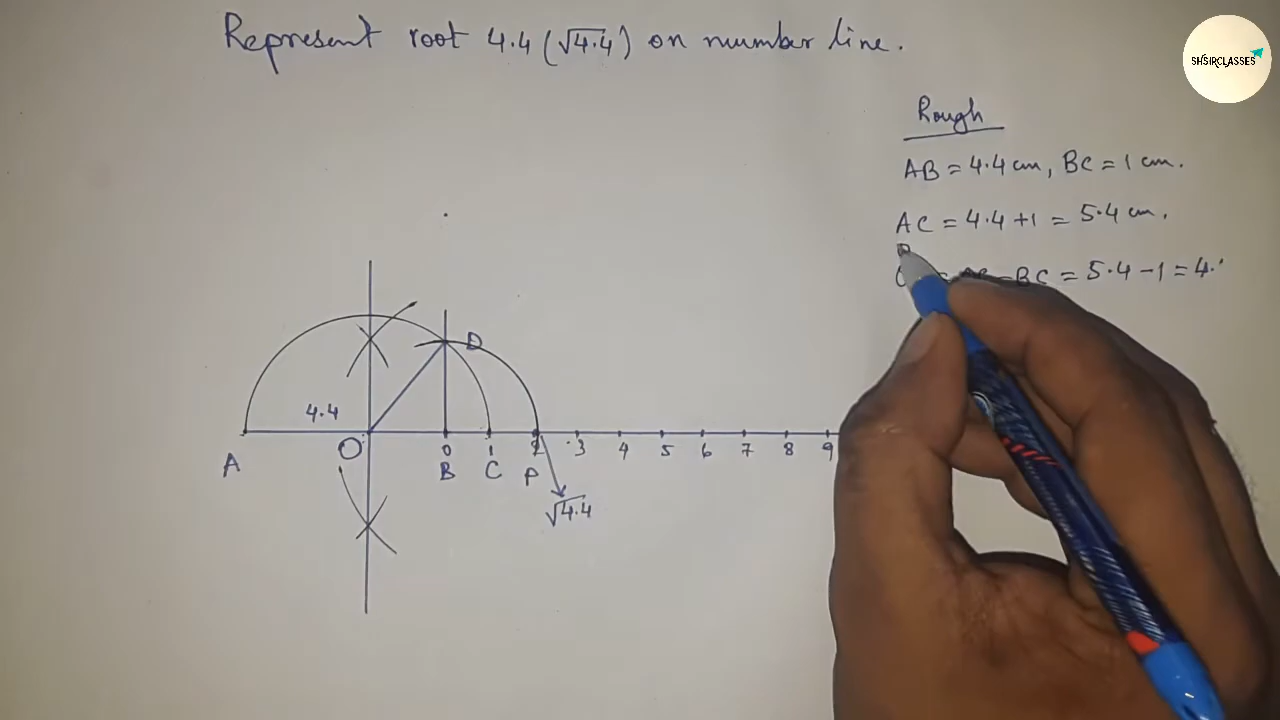 Represent root 4.4 (√4.4) on number line.
SHSIRCLASSES
Rough
AB = 4.4 cm, BC = 1 cm.
AC = 4.4 + 1 = 5.4 cm.
- BC = 5.4 - 1 = 4.
D
4.4
O
0 1 2 3 4 5 6 7 8 9
A B C P
√4.4